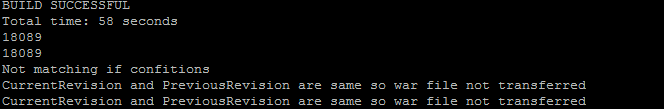 BUILD SUCCESSFUL
Total time: 58 seconds
18089
18089
Not matching if confitions
CurrentRevision and PreviousRevision are same so war file not transferred
CurrentRevision and PreviousRevision are same so war file not transferred